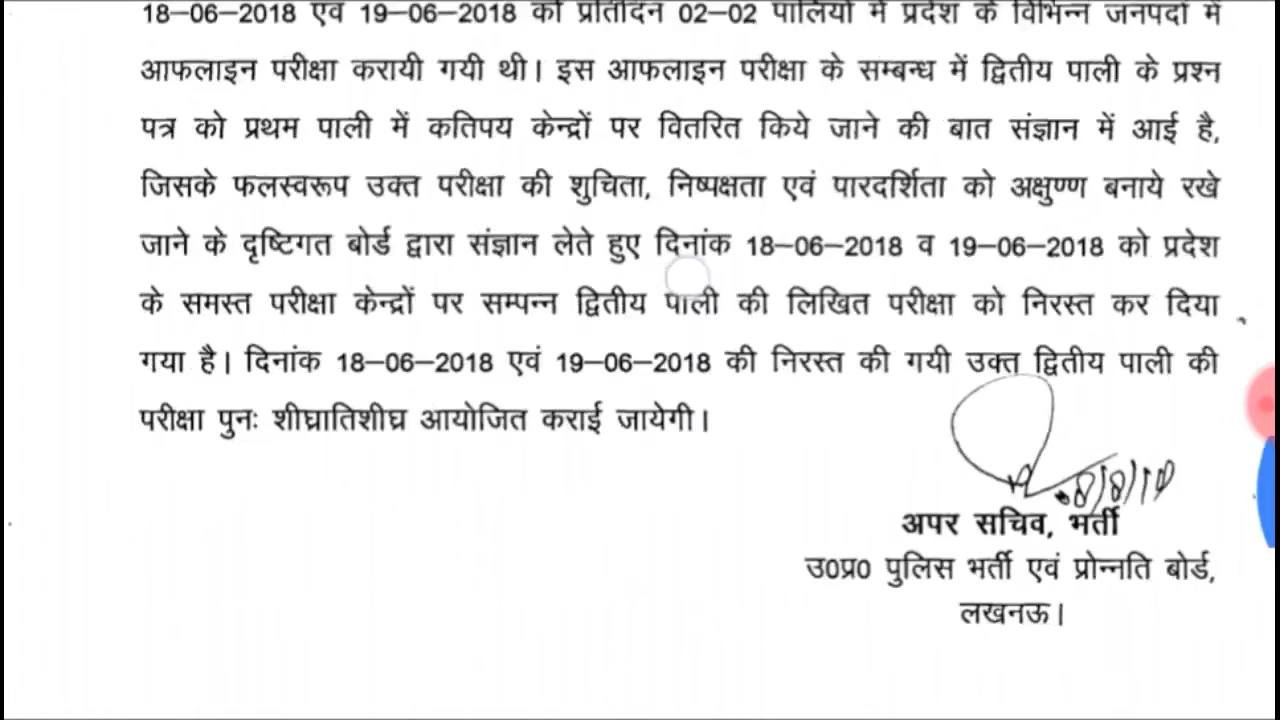 18–06–2018 एवं 19–06–2018 को प्रतिदिन 02–02 पालियों में प्रदेश के विभिन्न जनपदों में
आफलाइन परीक्षा करायी गयी थी। इस आफलाइन परीक्षा के सम्बन्ध में द्वितीय पाली के प्रश्न
पत्र को प्रथम पाली में कतिपय केन्द्रों पर वितरित किये जाने की बात संज्ञान में आई है,
जिसके फलस्वरूप उक्त परीक्षा की शुचिता, निष्पक्षता एवं पारदर्शिता को अक्षुण्ण बनाये रखे
जाने के दृष्टिगत बोर्ड द्वारा संज्ञान लेते हुए दिनांक 18–06–2018 व 19–06–2018 को प्रदेश
के समस्त परीक्षा केन्द्रों पर सम्पन्न द्वितीय पाली की लिखित परीक्षा को निरस्त कर दिया
गया है। दिनांक 18–06–2018 एवं 19–06–2018 की निरस्त की गयी उक्त द्वितीय पाली की
परीक्षा पुनः शीघ्रातिशीघ्र आयोजित कराई जायेगी।
अपर सचिव, भर्ती
उ0प्र0 पुलिस भर्ती एवं प्रोन्नति बोर्ड,
लखनऊ।